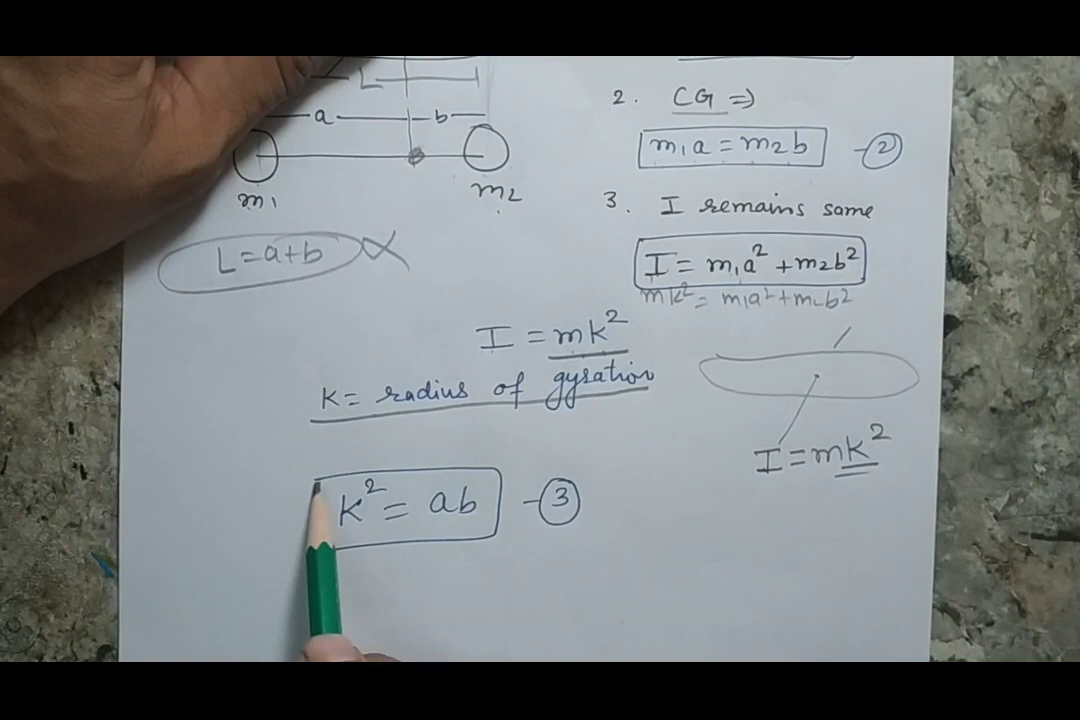 L
a b
m₁ m₂
L = a+b ∝
2. CG ⇒
m₁a = m₂b -②
3. I remains same
I = m₁a² + m₂b²
mk² = m₁a² + m₂b²
I = mk²
K = radius of gyration
I = mk²
K² = ab -③